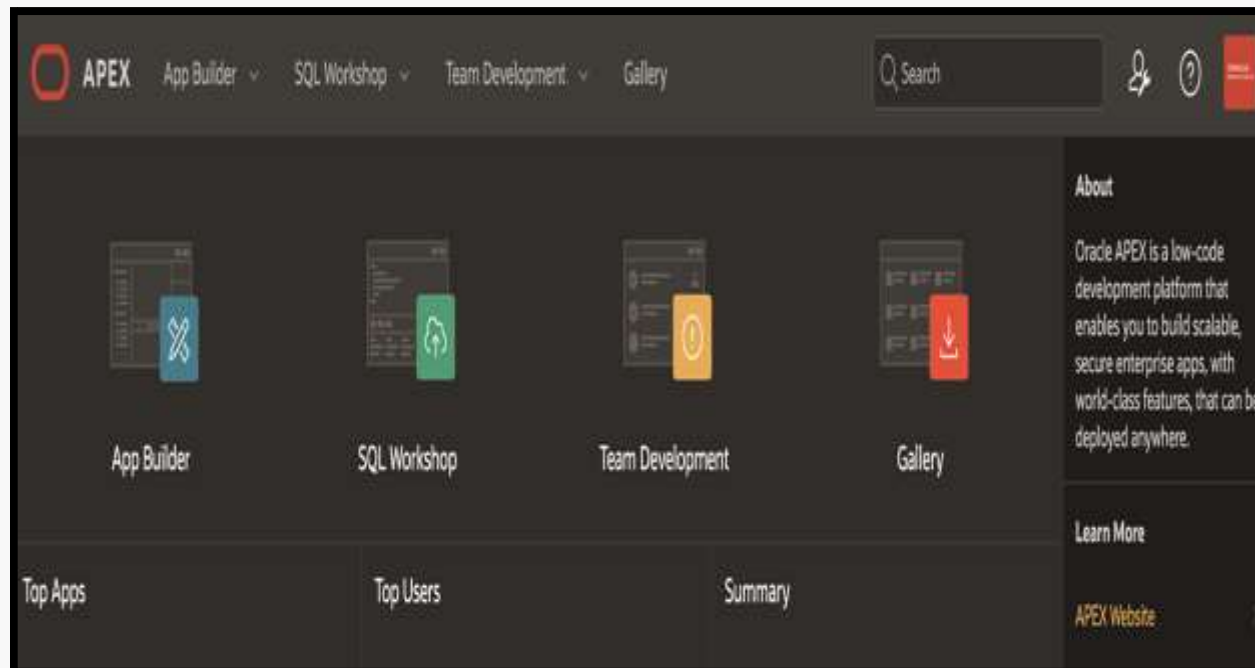 APEX App Builder SQL Workshop Team Development Gallery Search
About
Oracle APEX is a low-code
development platform that
enables you to build scalable,
secure enterprise apps, with
world-class features, that can be
deployed anywhere.
App Builder SQL Workshop Team Development Gallery
Learn More
APEX Website
Top Apps Top Users Summary